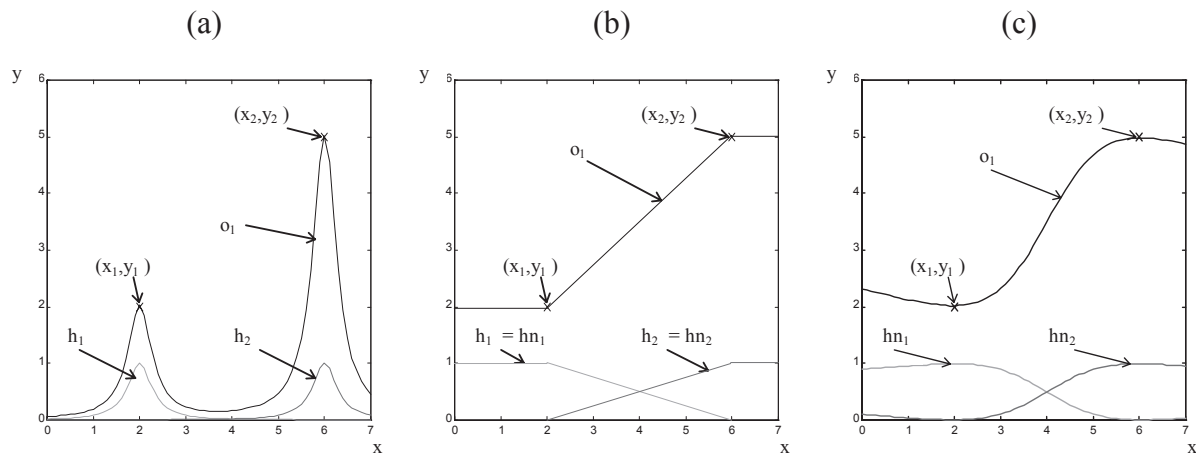 (a)
y
6
5
4
3
2
1
0
0 1 2 3 4 5 6 7
x
(x₂,y₂ )
o₁
(x₁,y₁ )
h₁
h₂
(b)
y
6
5
4
3
2
1
0
0 1 2 3 4 5 6 7
x
(x₂,y₂ )
o₁
(x₁,y₁ )
h₁ = hn₁
h₂ = hn₂
(c)
y
6
5
4
3
2
1
0
0 1 2 3 4 5 6 7
x
(x₂,y₂ )
o₁
(x₁,y₁ )
hn₁
hn₂